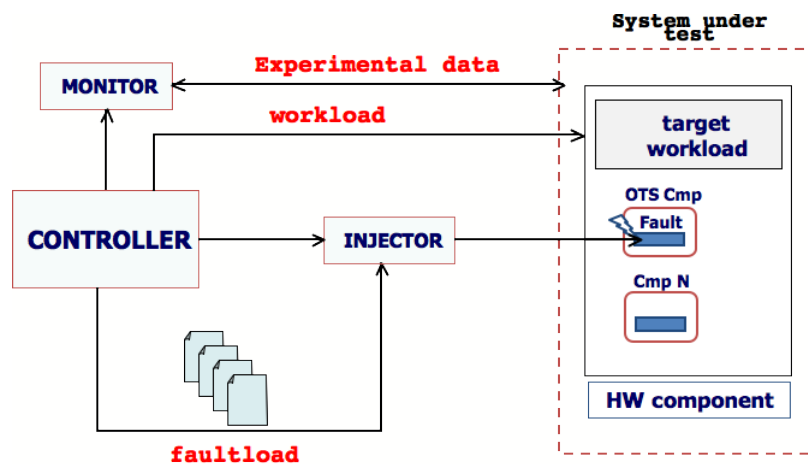 System under
test
Experimental data
MONITOR
workload
target
workload
OTS Cmp
Fault
CONTROLLER
INJECTOR
Cmp N
HW component
faultload